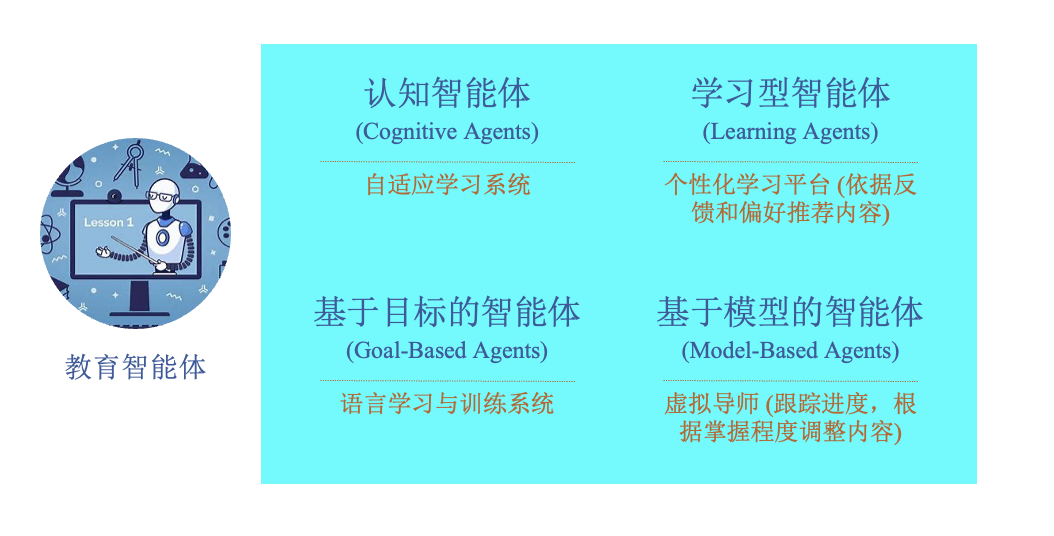 认知智能体
(Cognitive Agents)
自适应学习系统
学习型智能体
(Learning Agents)
个性化学习平台 (依据反
馈和偏好推荐内容)
Lesson 1
教育智能体
基于目标的智能体
(Goal-Based Agents)
语言学习与训练系统
基于模型的智能体
(Model-Based Agents)
虚拟导师 (跟踪进度，根
据掌握程度调整内容)